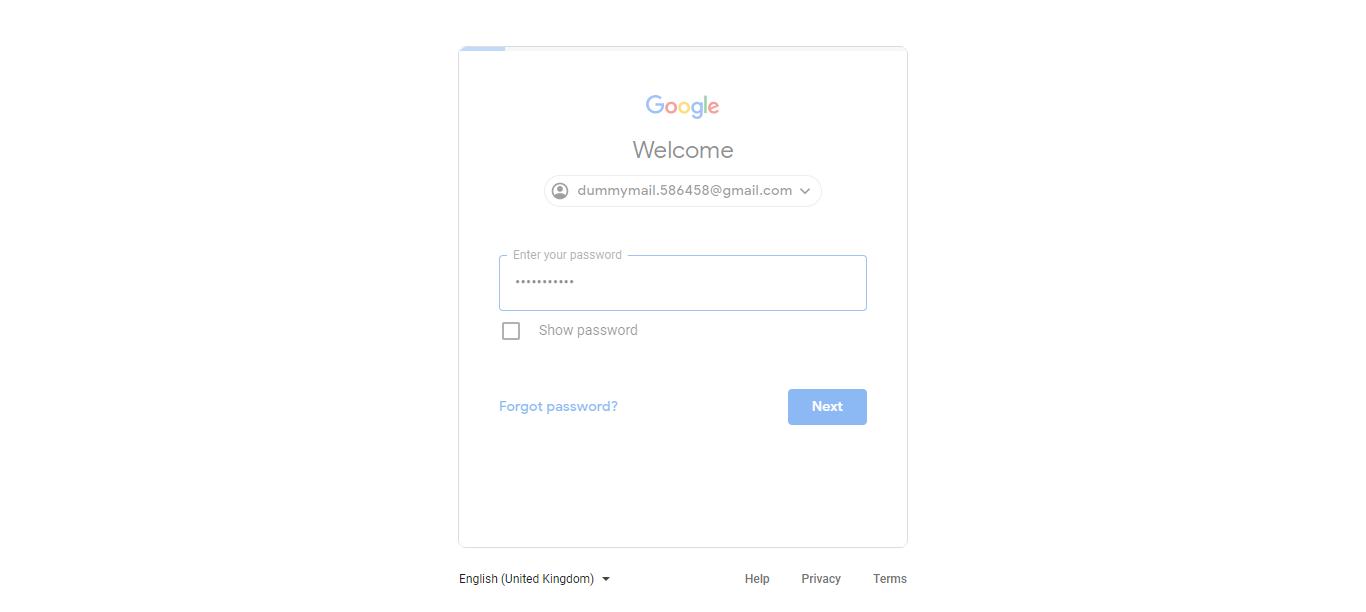 Google
Welcome
dummymail.586458@gmail.com
Enter your password
•••••••••••
Show password
Forgot password? Next
English (United Kingdom) Help Privacy Terms